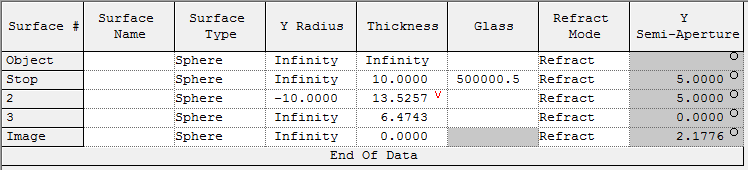 Surface # Surface Name Surface Type Y Radius Thickness Glass Refract Mode Y Semi-Aperture
Object Sphere Infinity Infinity Refract
Stop Sphere Infinity 10.0000 500000.5 Refract 5.0000
2 Sphere -10.0000 13.5257 V Refract 5.0000
3 Sphere Infinity 6.4743 Refract 0.0000
Image Sphere Infinity 0.0000 Refract 2.1776
End Of Data